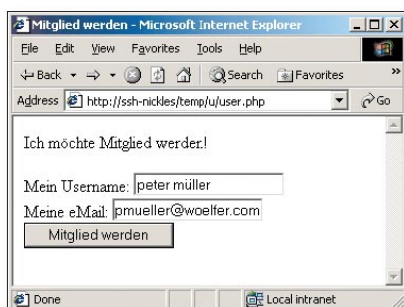 Mitglied werden - Microsoft Internet Explorer
File Edit View Favorites Tools Help
Back Search Favorites »
Address http://ssh-nickles/temp/u/user.php Go
Ich möchte Mitglied werden!
Mein Username: peter müller
Meine eMail: pmueller@woelfer.com
Mitglied werden
Done Local intranet